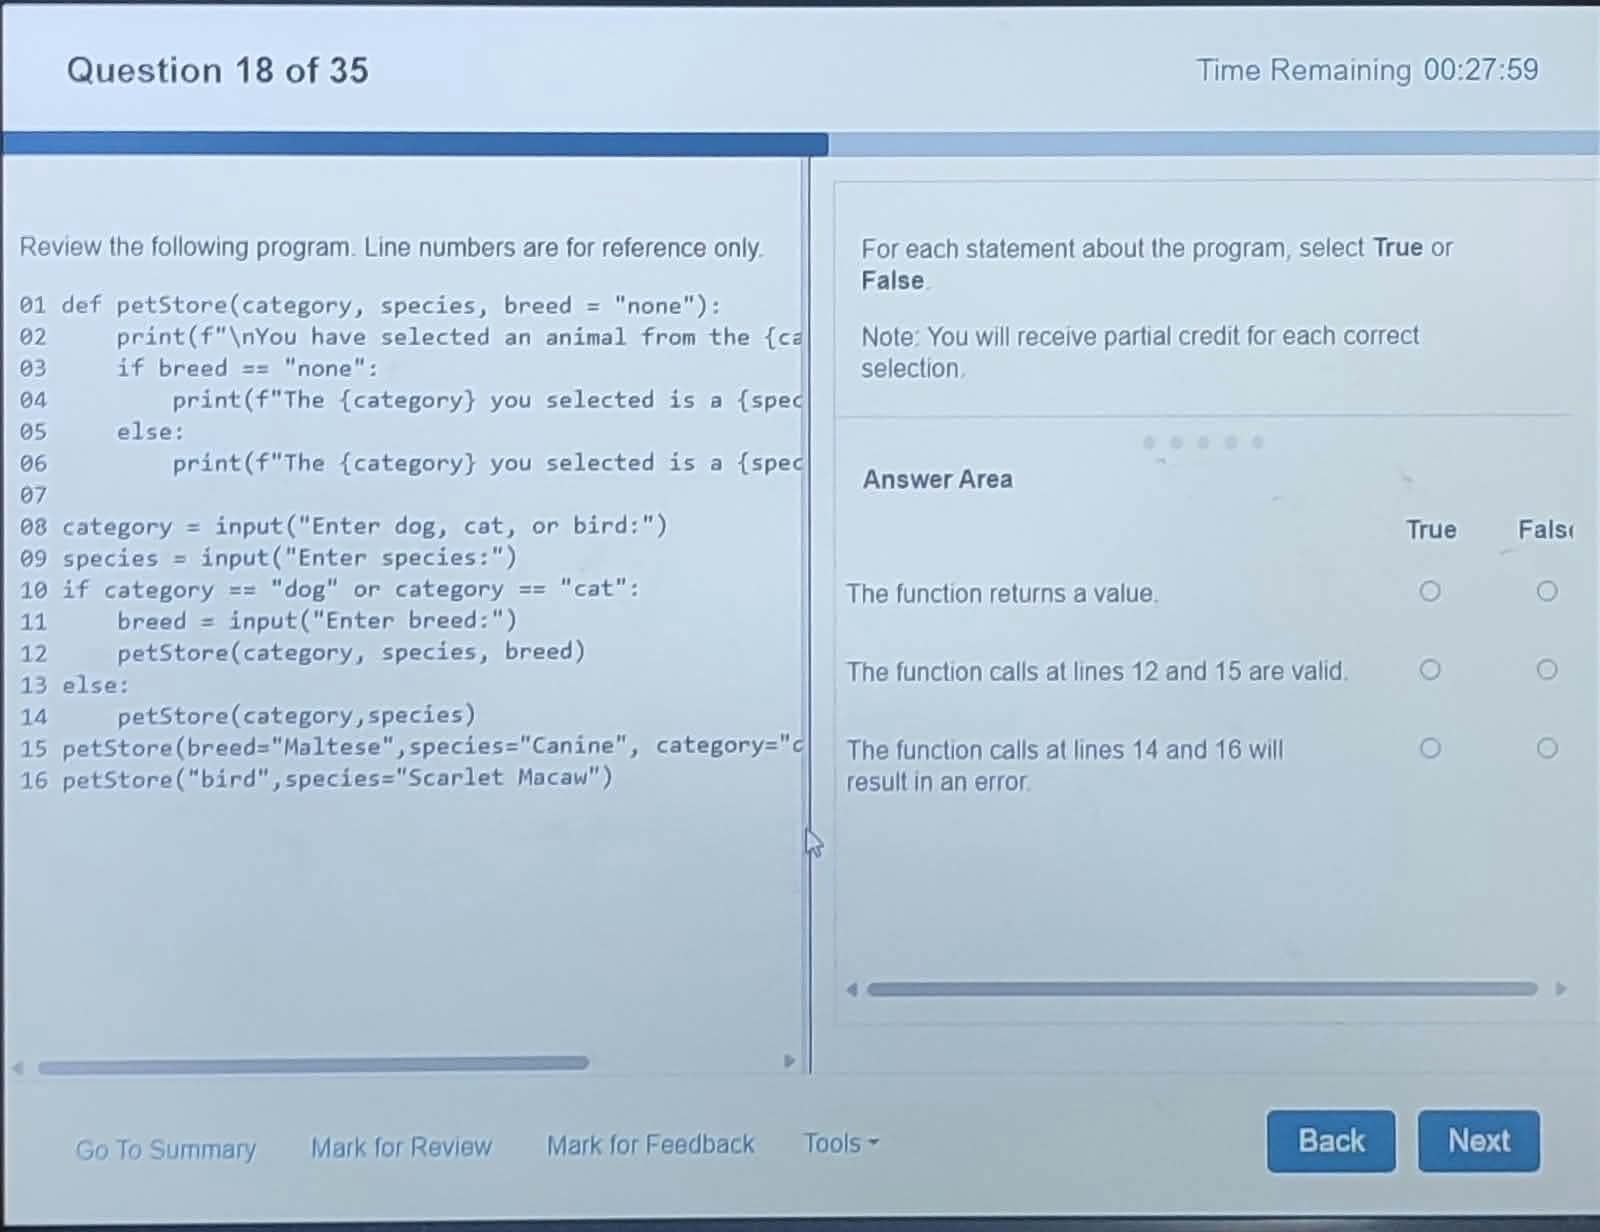 Question 18 of 35
Time Remaining 00:27:59
Review the following program. Line numbers are for reference only.
01 def petStore(category, species, breed = "none"):
02     print(f"\nYou have selected an animal from the {ca
03     if breed == "none":
04         print(f"The {category} you selected is a {spec
05     else:
06         print(f"The {category} you selected is a {spec
07
08 category = input("Enter dog, cat, or bird:")
09 species = input("Enter species:")
10 if category == "dog" or category == "cat":
11     breed = input("Enter breed:")
12     petStore(category, species, breed)
13 else:
14     petStore(category,species)
15 petStore(breed="Maltese",species="Canine", category="c
16 petStore("bird",species="Scarlet Macaw")
For each statement about the program, select True or
False.
Note: You will receive partial credit for each correct
selection.
Answer Area
True Fals
The function returns a value.
The function calls at lines 12 and 15 are valid.
The function calls at lines 14 and 16 will
result in an error.
Go To Summary Mark for Review Mark for Feedback Tools
Back Next